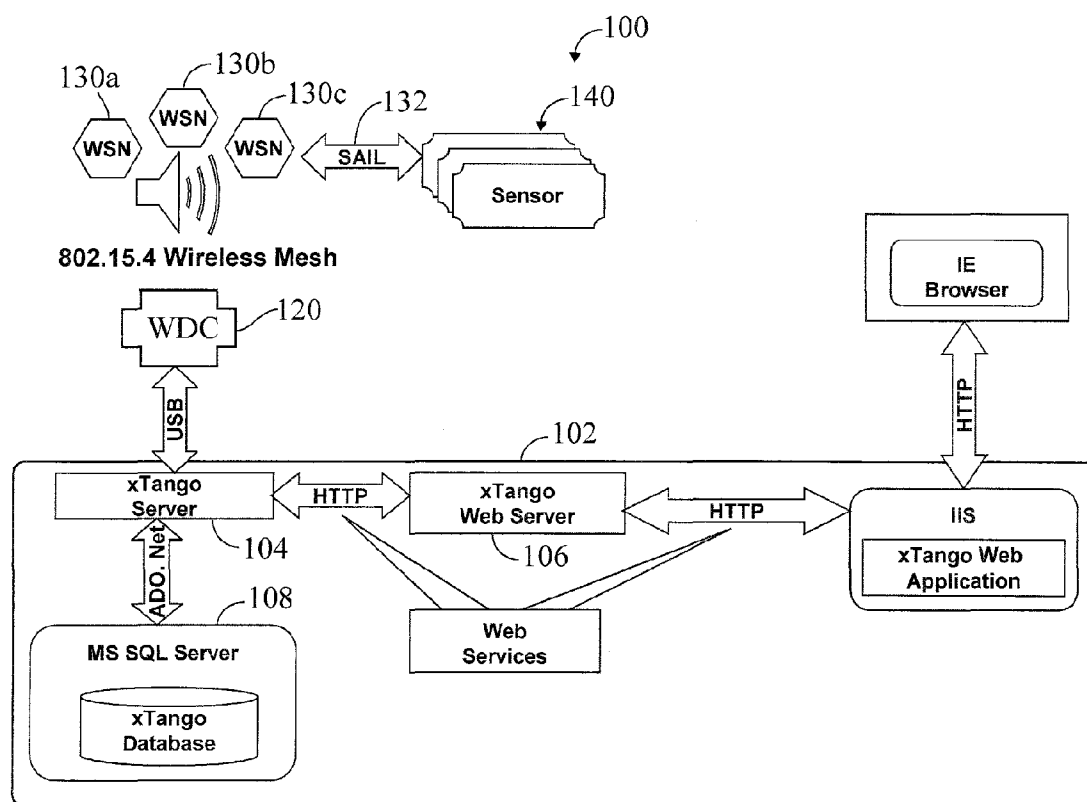 100
130a
130b
130c
132
140
WSN
WSN
WSN
SAIL
Sensor
802.15.4 Wireless Mesh
IE
Browser
WDC
120
USB
HTTP
102
xTango
Server
HTTP
xTango
Web Server
HTTP
IIS
xTango Web
Application
104
106
ADO. Net
108
MS SQL Server
xTango
Database
Web
Services